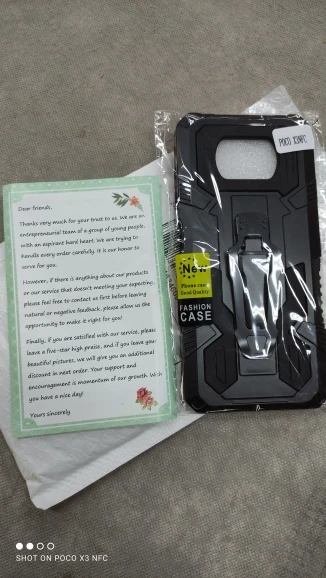 POCO X3NFC
Dear friends,
Thanks very much for your trust to us. We are an
antrepreneurial team of a group of young people,
with an aspirant hard heart. We are trying to
handle every order carefully. It is our honor to
serve for you.
However, if there is anything about our products
or our service that doesn't meeting your expecting,
please feel free to contact us first before leaving
natural or negative feedback, please allow us the
opportunity to make it right for you!
Finally, if you are satisfied with our service, please
leave a five-star high praise, and if you leave your
beautiful pictures, we will give you an additional
discount in next order. Your support and
encouragement is momentum of our growth. Wish
you have a nice day!
Yours sincerely
New
Phone case
Good Quality
FASHION
CASE
SHOT ON POCO X3 NFC